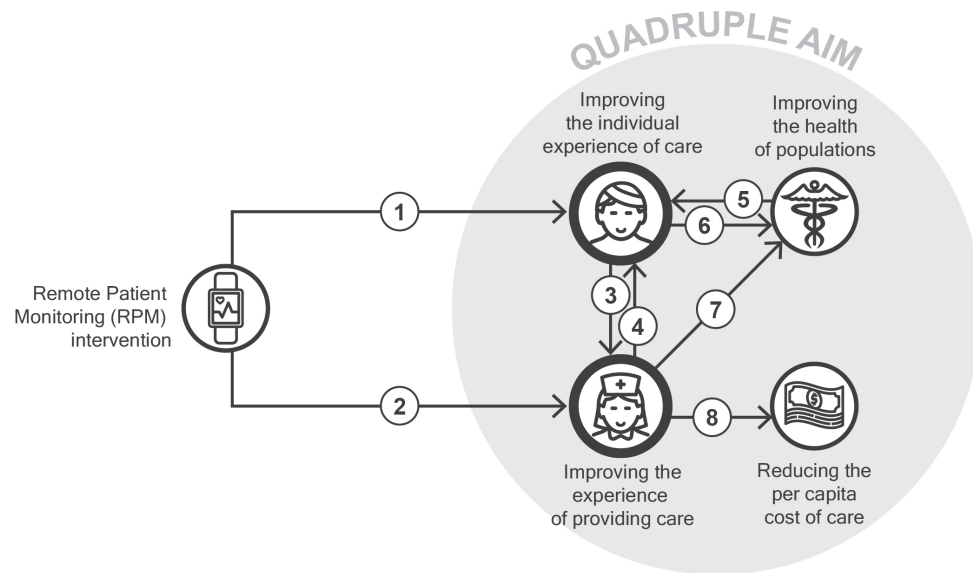 QUADRUPLE AIM
Improving
the individual
experience of care
Improving
the health
of populations
1
5
6
Remote Patient
Monitoring (RPM)
intervention
3
4
7
2
8
$
Improving the
experience
of providing care
Reducing the
per capita
cost of care